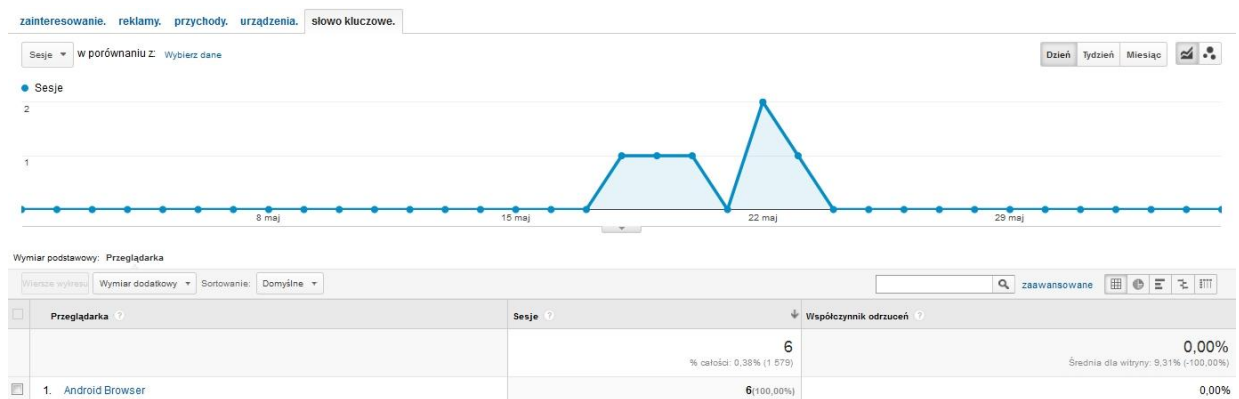 zainteresowanie. reklamy. przychody. urządzenia. słowo kluczowe.
Sesje w porównaniu z: Wybierz dane
Dzień Tydzień Miesiąc
Sesje
2
1
8 maj 15 maj 22 maj 29 maj
Wymiar podstawowy: Przeglądarka
Wiersze wykresu Wymiar dodatkowy Sortowanie: Domyślne zaawansowane
Przeglądarka ? Sesje ? Współczynnik odrzuceń ?
6 0,00%
% całości: 0,38% (1 579) Średnia dla witryny: 9,31% (-100,00%)
1. Android Browser 6(100,00%) 0,00%